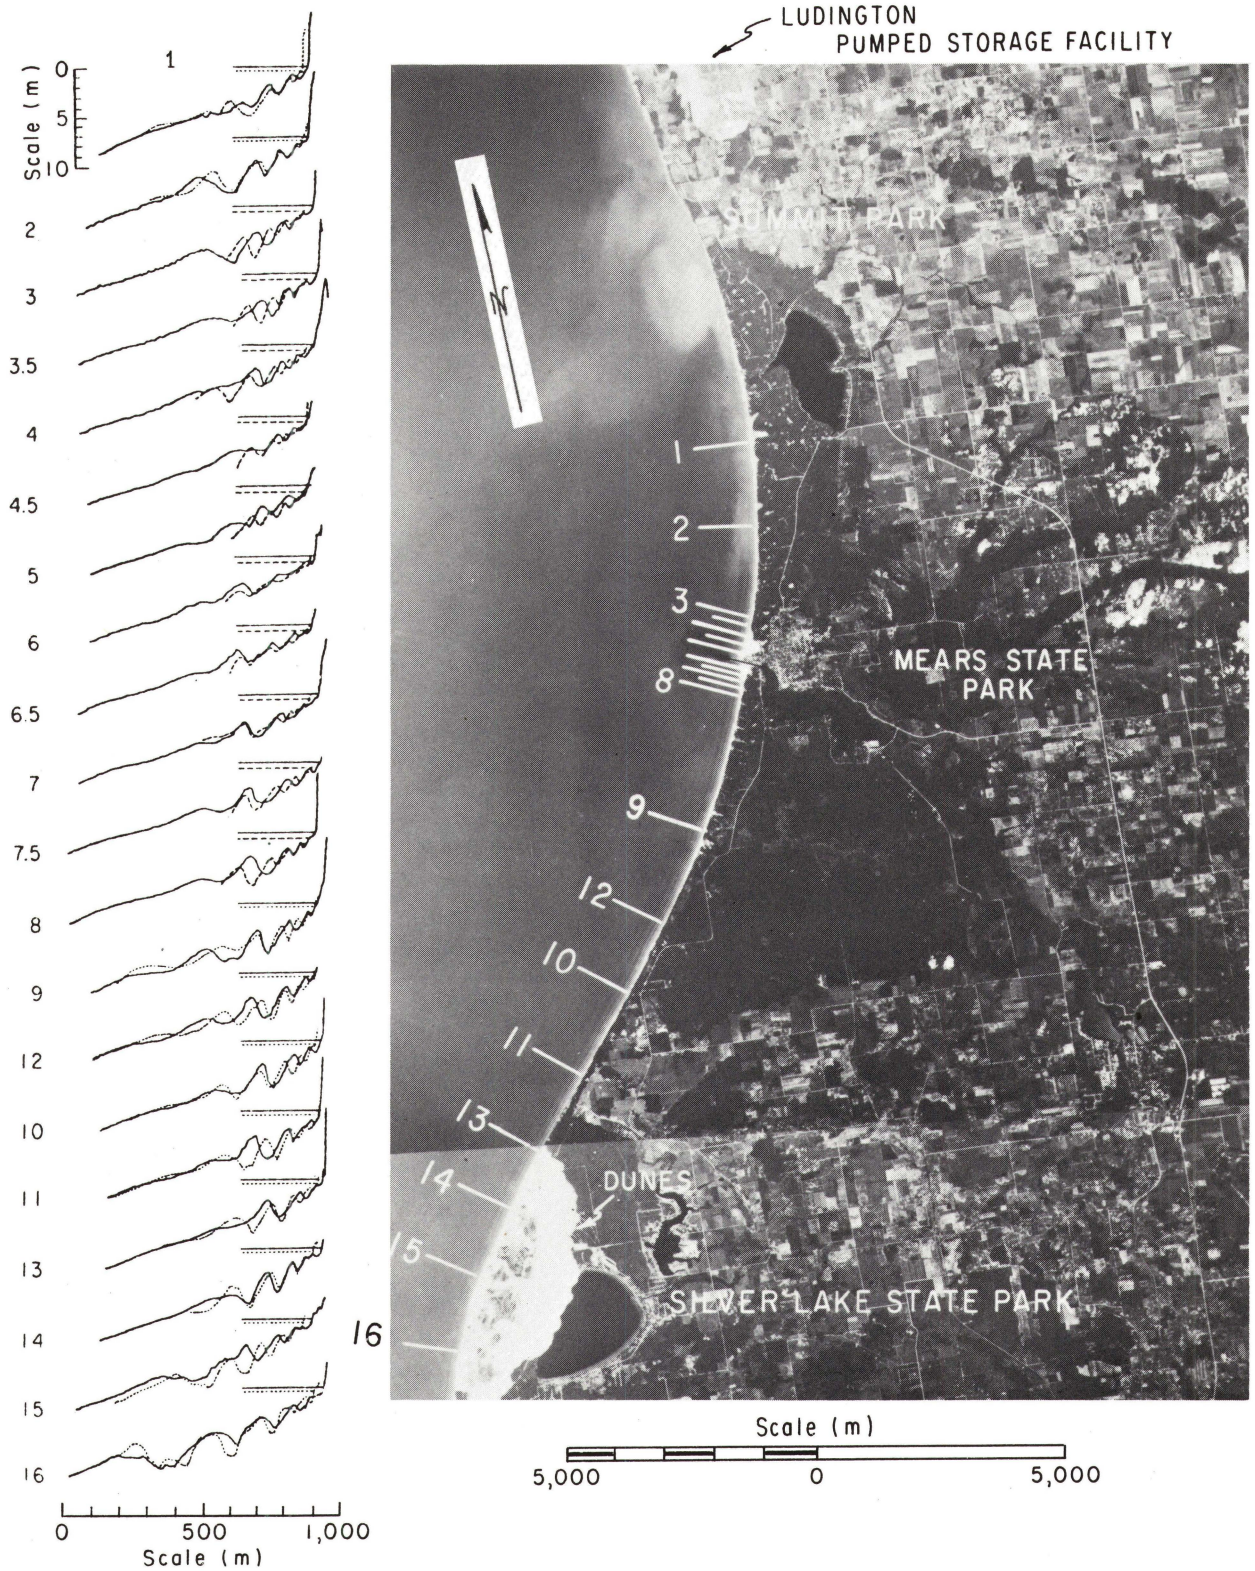 LUDINGTON
PUMPED STORAGE FACILITY
1
Scale (m)
0
5
10
2
3
3.5
4
4.5
5
6
6.5
7
7.5
8
9
12
10
11
13
14
15
16
0 500 1,000
Scale (m)
N
SUMMIT PARK
1
2
3
8
MEARS STATE
PARK
9
12
10
11
13
14
DUNES
15
SILVER LAKE STATE PARK
16
Scale (m)
5,000 0 5,000